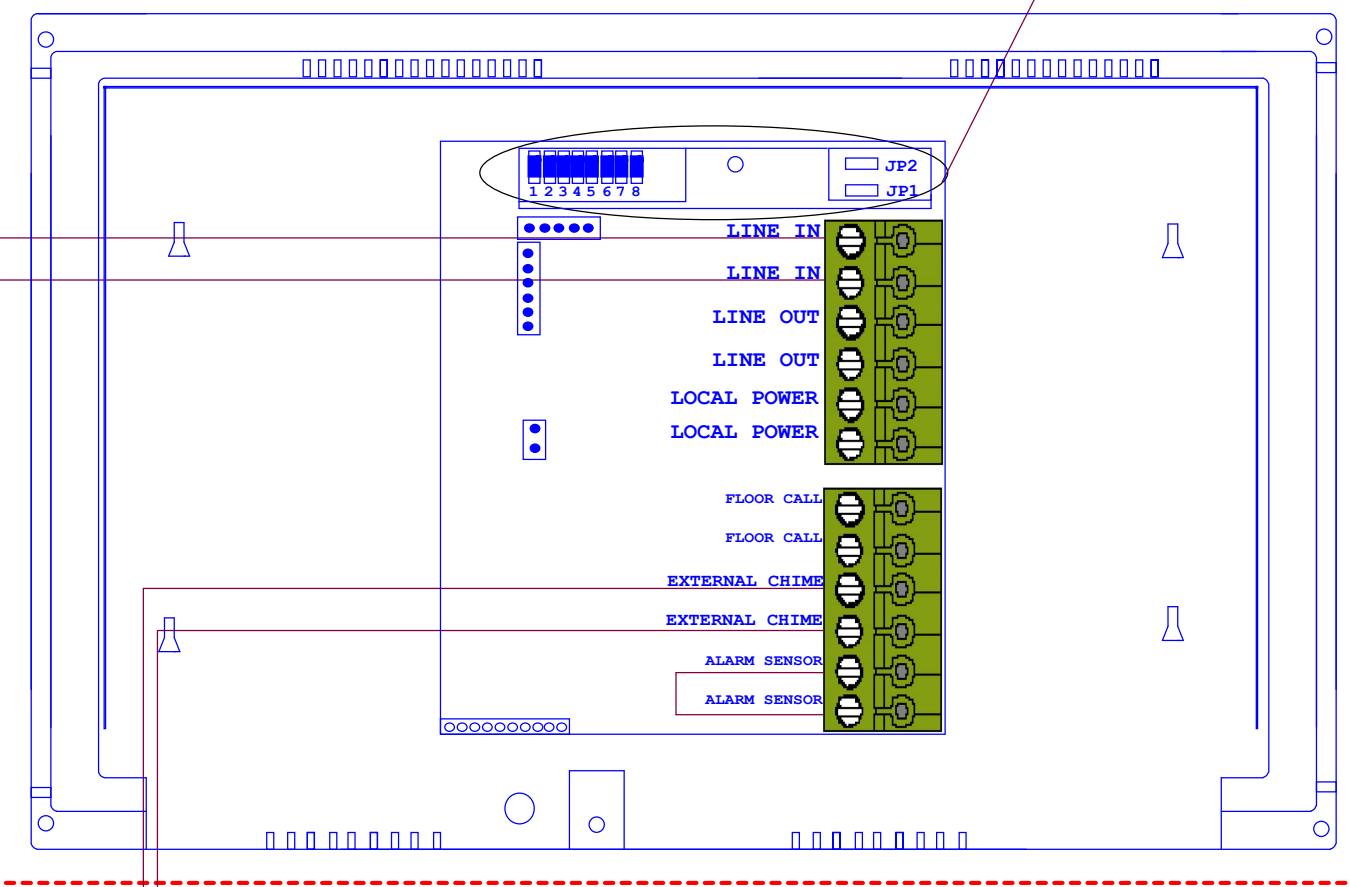 JP2
1 2 3 4 5 6 7 8
JP1
LINE IN
LINE IN
LINE OUT
LINE OUT
LOCAL POWER
LOCAL POWER
FLOOR CALL
FLOOR CALL
EXTERNAL CHIME
EXTERNAL CHIME
ALARM SENSOR
ALARM SENSOR